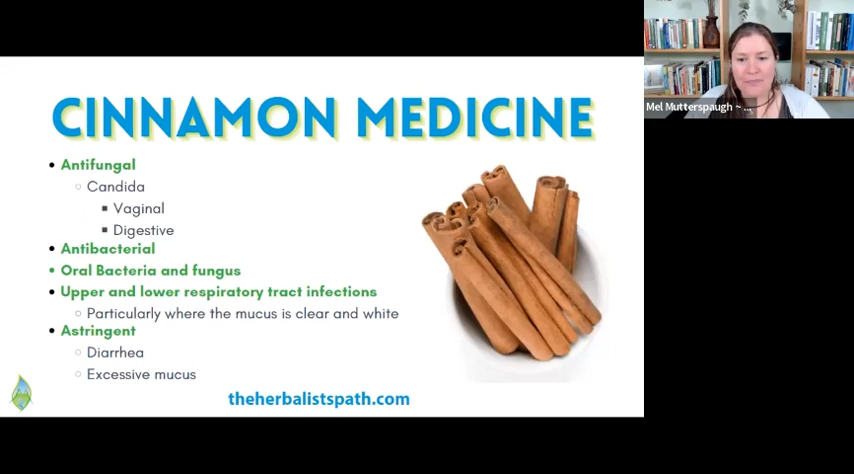 CINNAMON MEDICINE
Mel Mutterspaugh ~ ...
• Antifungal
○ Candida
■ Vaginal
■ Digestive
• Antibacterial
• Oral Bacteria and fungus
• Upper and lower respiratory tract infections
○ Particularly where the mucus is clear and white
• Astringent
○ Diarrhea
○ Excessive mucus
theherbalistspath.com